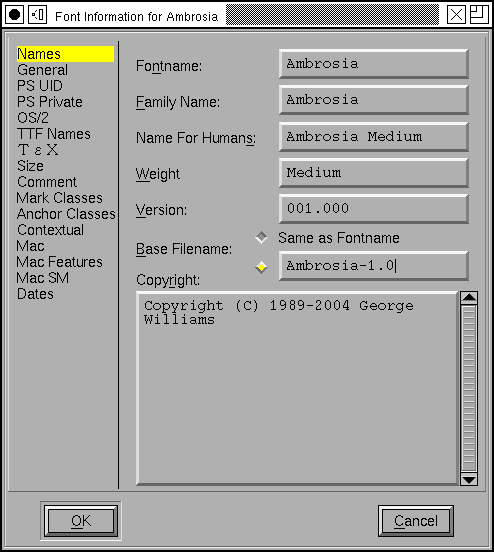 Font Information for Ambrosia
Names
General
PS UID
PS Private
OS/2
TTF Names
Τ ε Χ
Size
Comment
Mark Classes
Anchor Classes
Contextual
Mac
Mac Features
Mac SM
Dates
Fontname: Ambrosia
Family Name: Ambrosia
Name For Humans: Ambrosia Medium
Weight Medium
Version: 001.000
Base Filename: Same as Fontname
Ambrosia-1.0
Copyright:
Copyright (C) 1989-2004 George
Williams
OK Cancel